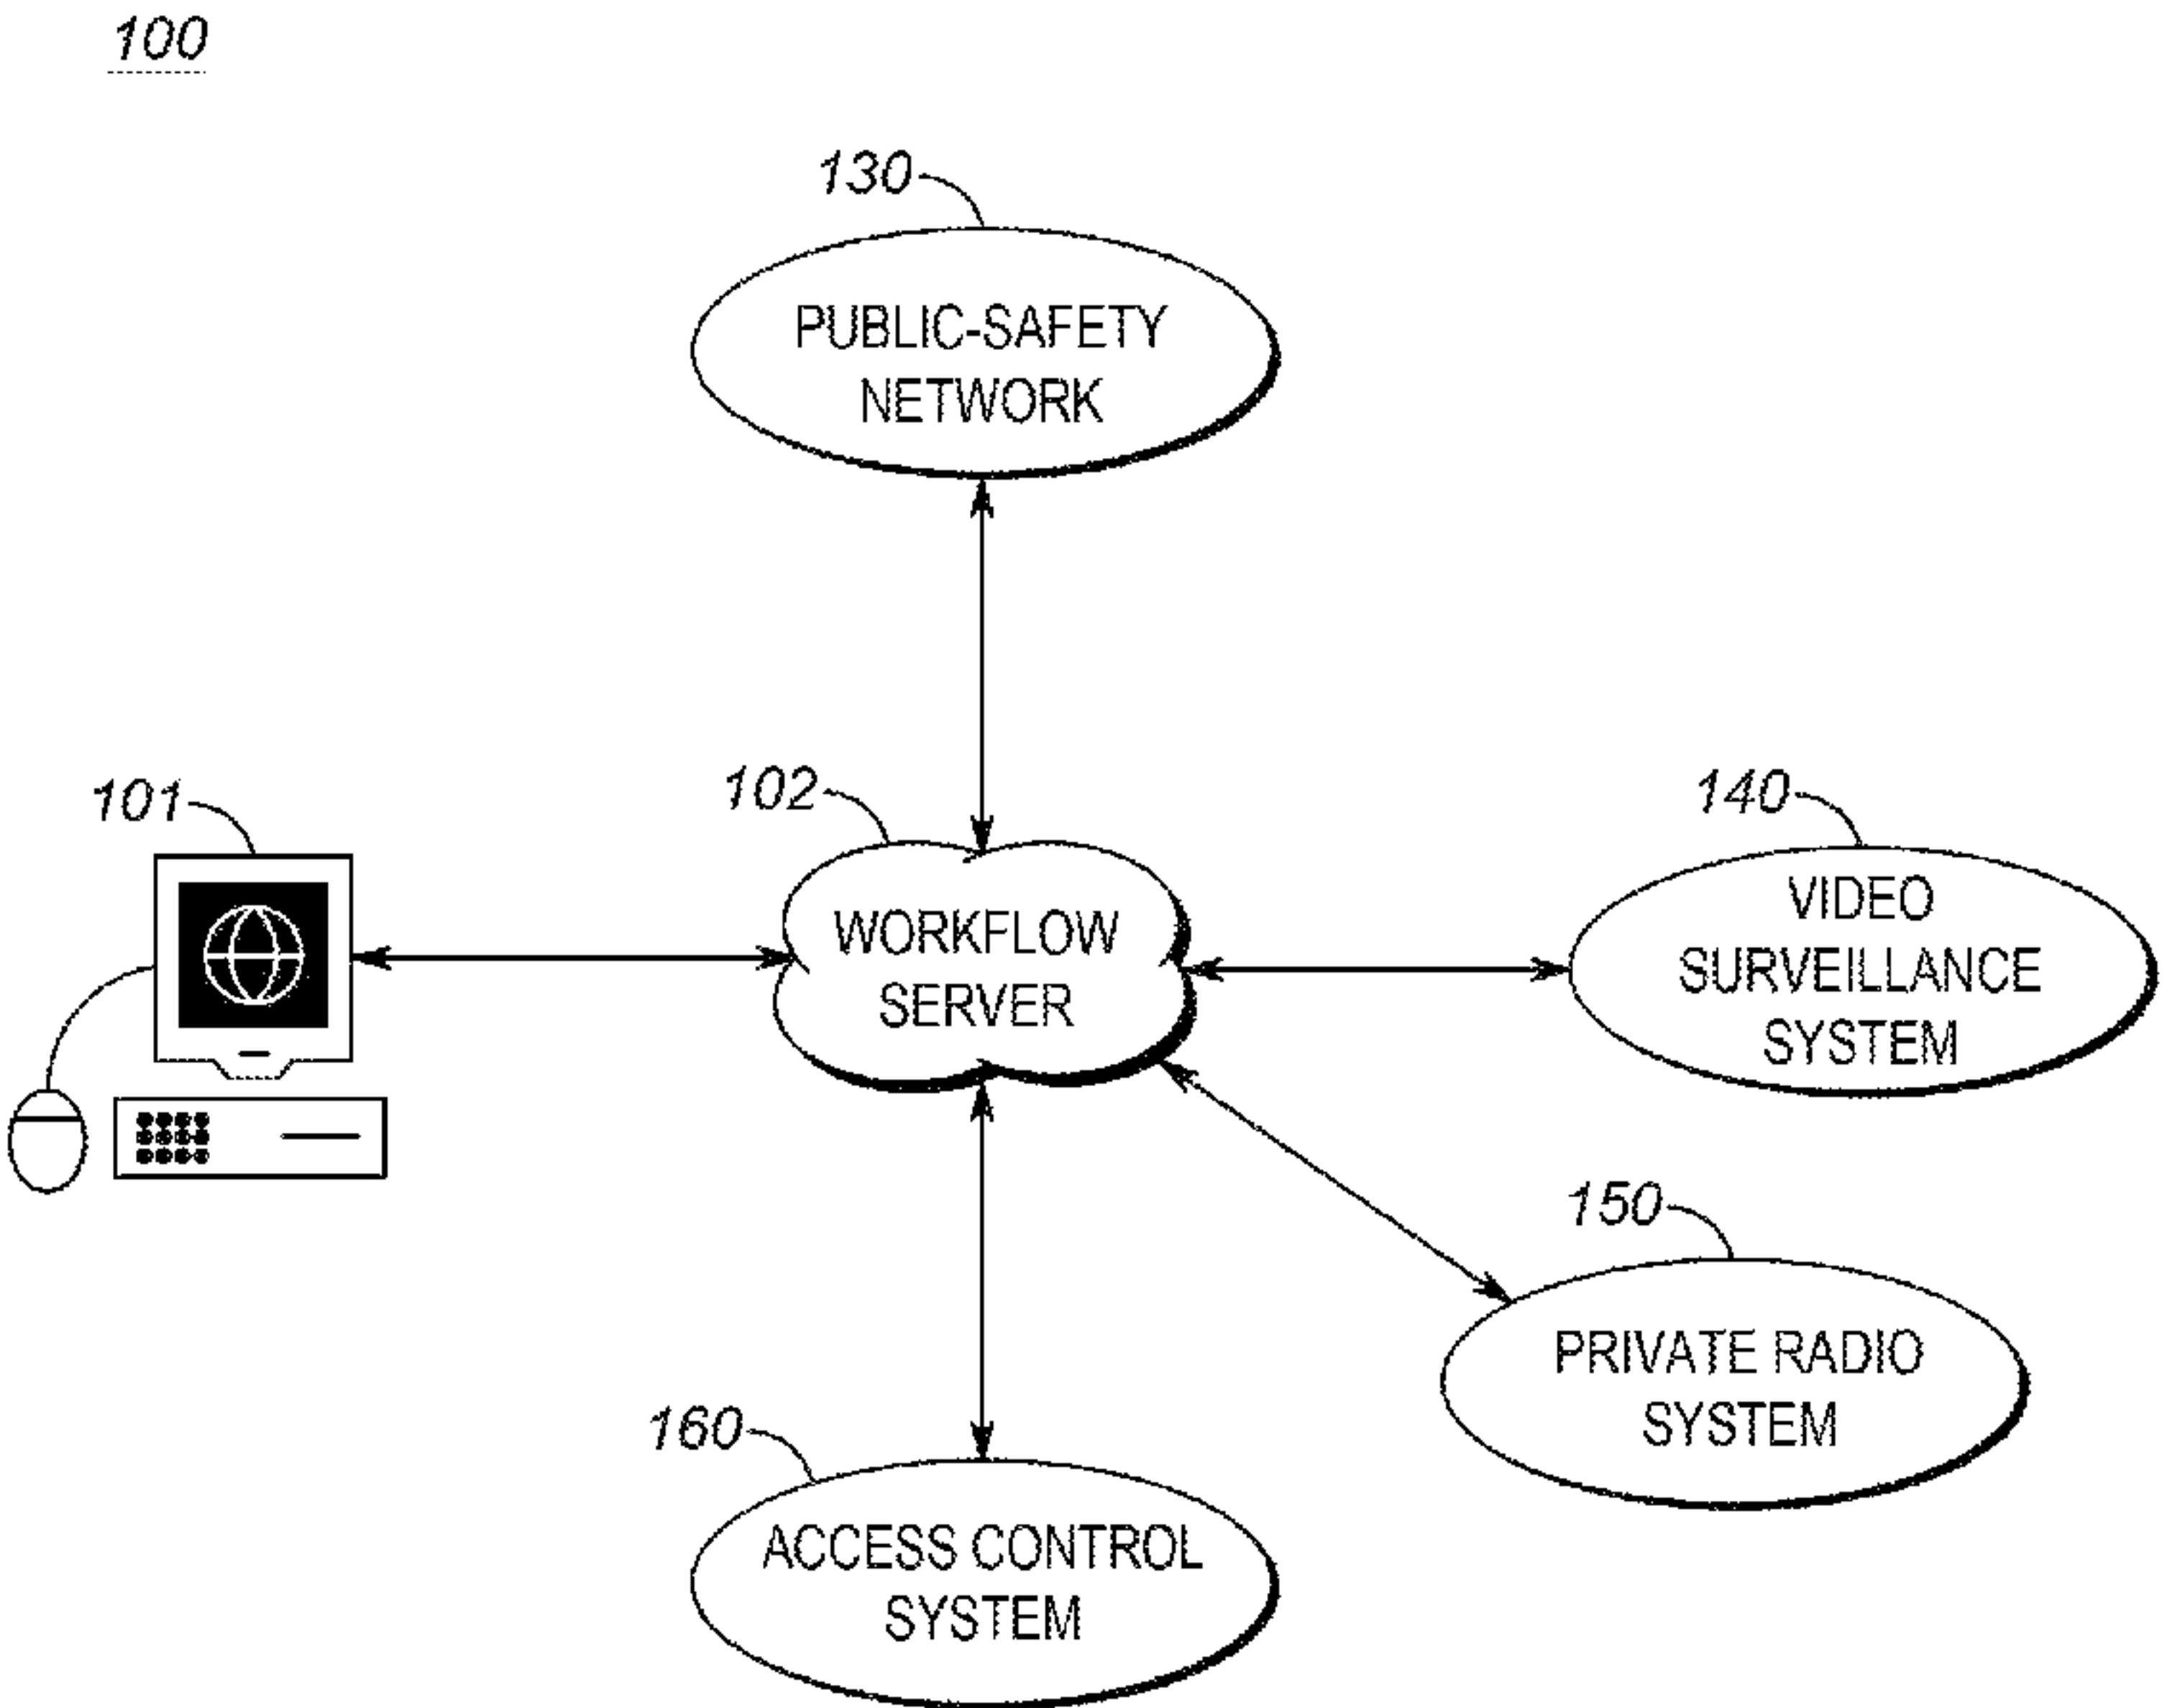 100
130
PUBLIC-SAFETY
NETWORK
101
102
WORKFLOW
SERVER
140
VIDEO
SURVEILLANCE
SYSTEM
150
PRIVATE RADIO
SYSTEM
160
ACCESS CONTROL
SYSTEM